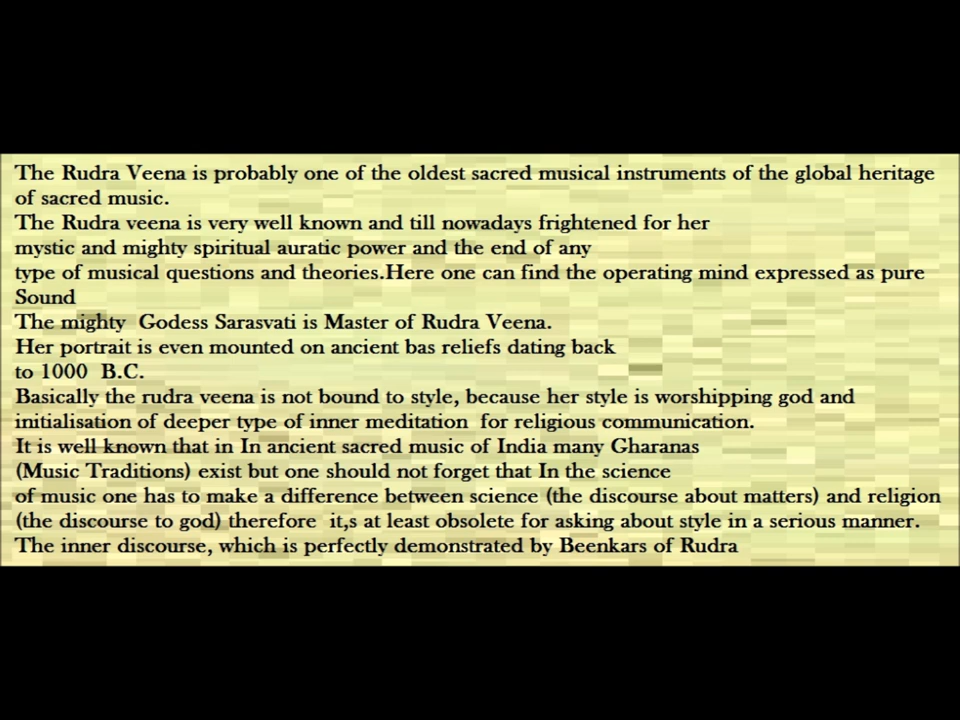 The Rudra Veena is probably one of the oldest sacred musical instruments of the global heritage
of sacred music.
The Rudra veena is very well known and till nowadays frightened for her
mystic and mighty spiritual auratic power and the end of any
type of musical questions and theories.Here one can find the operating mind expressed as pure
Sound
The mighty  Godess Sarasvati is Master of Rudra Veena.
Her portrait is even mounted on ancient bas reliefs dating back
to 1000  B.C.
Basically the rudra veena is not bound to style, because her style is worshipping god and
initialisation of deeper type of inner meditation  for religious communication.
It is well known that in In ancient sacred music of India many Gharanas
(Music Traditions) exist but one should not forget that In the science
of music one has to make a difference between science (the discourse about matters) and religion
(the discourse to god) therefore  it,s at least obsolete for asking about style in a serious manner.
The inner discourse, which is perfectly demonstrated by Beenkars of Rudra